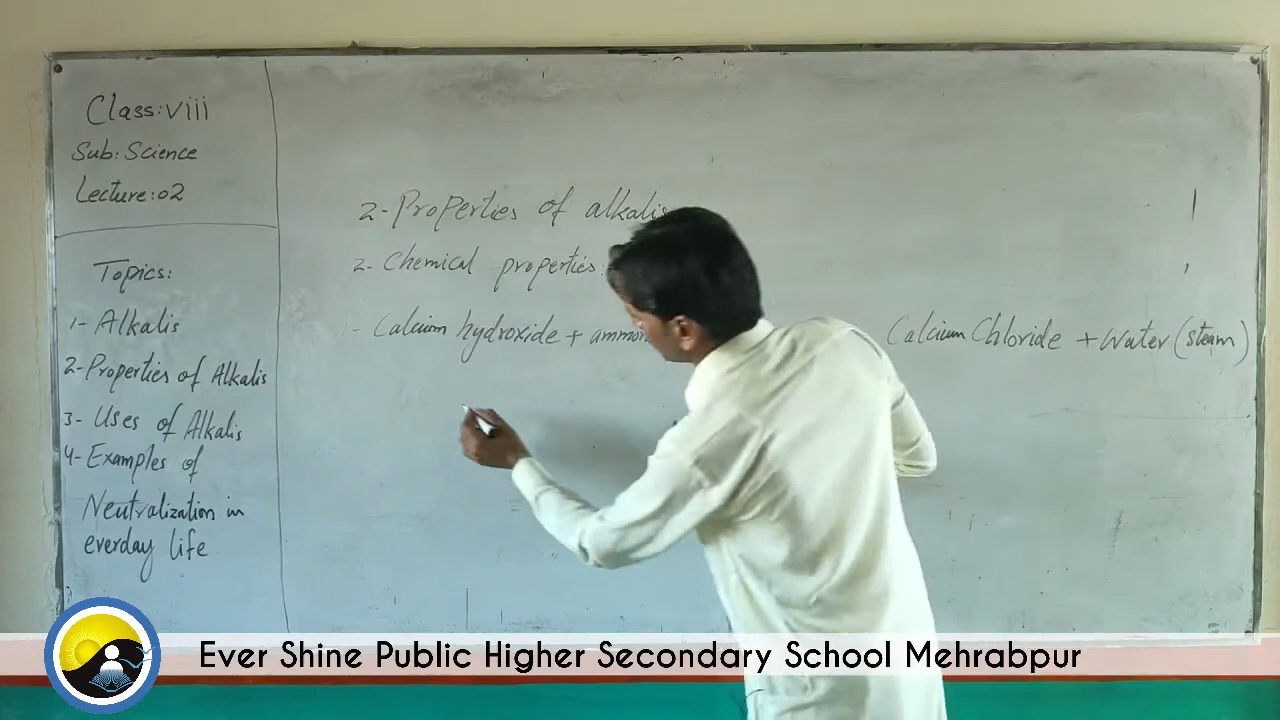 Class:viii
Sub: Science
Lecture:02
Topics:
1- Alkalis
2-Properties of Alkalis
3- Uses of Alkalis
4- Examples of
Neutralization in
everday life
2-Properties of alkalis
2- Chemical properties:
Calcium hydroxide + Calcium Chloride + Water (steam)
Ever Shine Public Higher Secondary School Mehrabpur